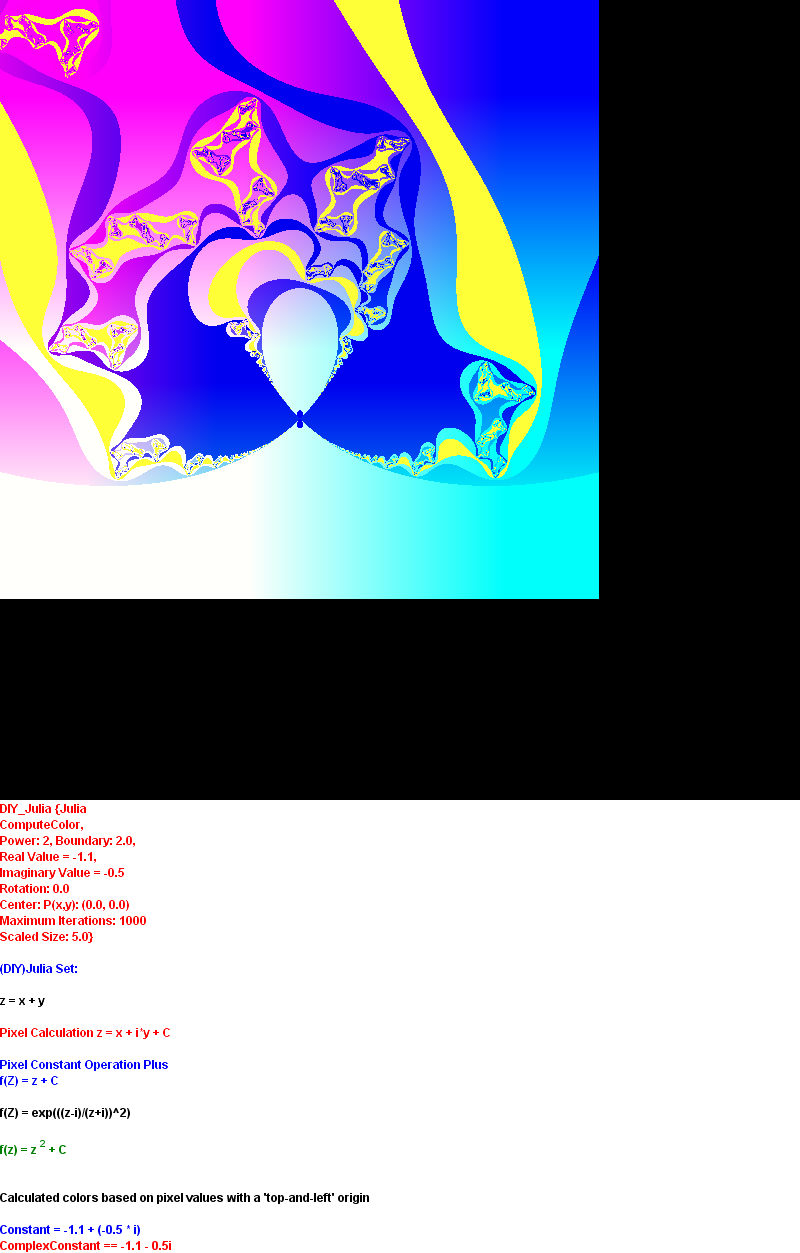 DIY_Julia {Julia
ComputeColor,
Power: 2, Boundary: 2.0,
Real Value = -1.1,
Imaginary Value = -0.5
Rotation: 0.0
Center: P(x,y): (0.0, 0.0)
Maximum Iterations: 1000
Scaled Size: 5.0}
(DIY)Julia Set:
z = x + y
Pixel Calculation z = x + i*y + C
Pixel Constant Operation Plus
f(Z) = z + C
f(Z) = exp(((z-i)/(z+i))^2)
f(z) = z 2 + C
Calculated colors based on pixel values with a 'top-and-left' origin
Constant = -1.1 + (-0.5 * i)
ComplexConstant == -1.1 - 0.5i